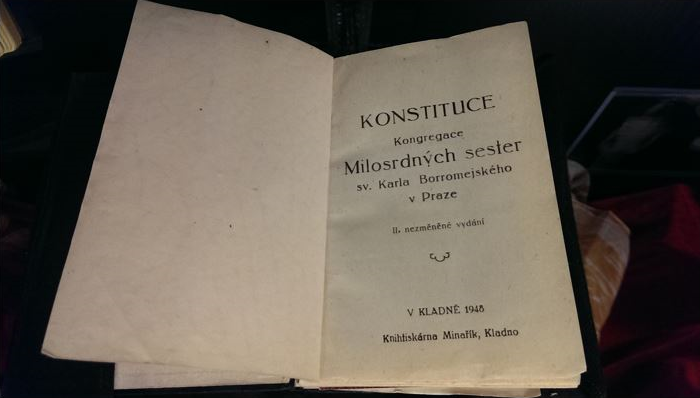 KONSTITUCE
Kongregace
Milosrdných sester
sv. Karla Borromejského
v Praze
II. nezměněné vydání
V KLADNĚ 1948
Knihtiskárna Minařík, Kladno